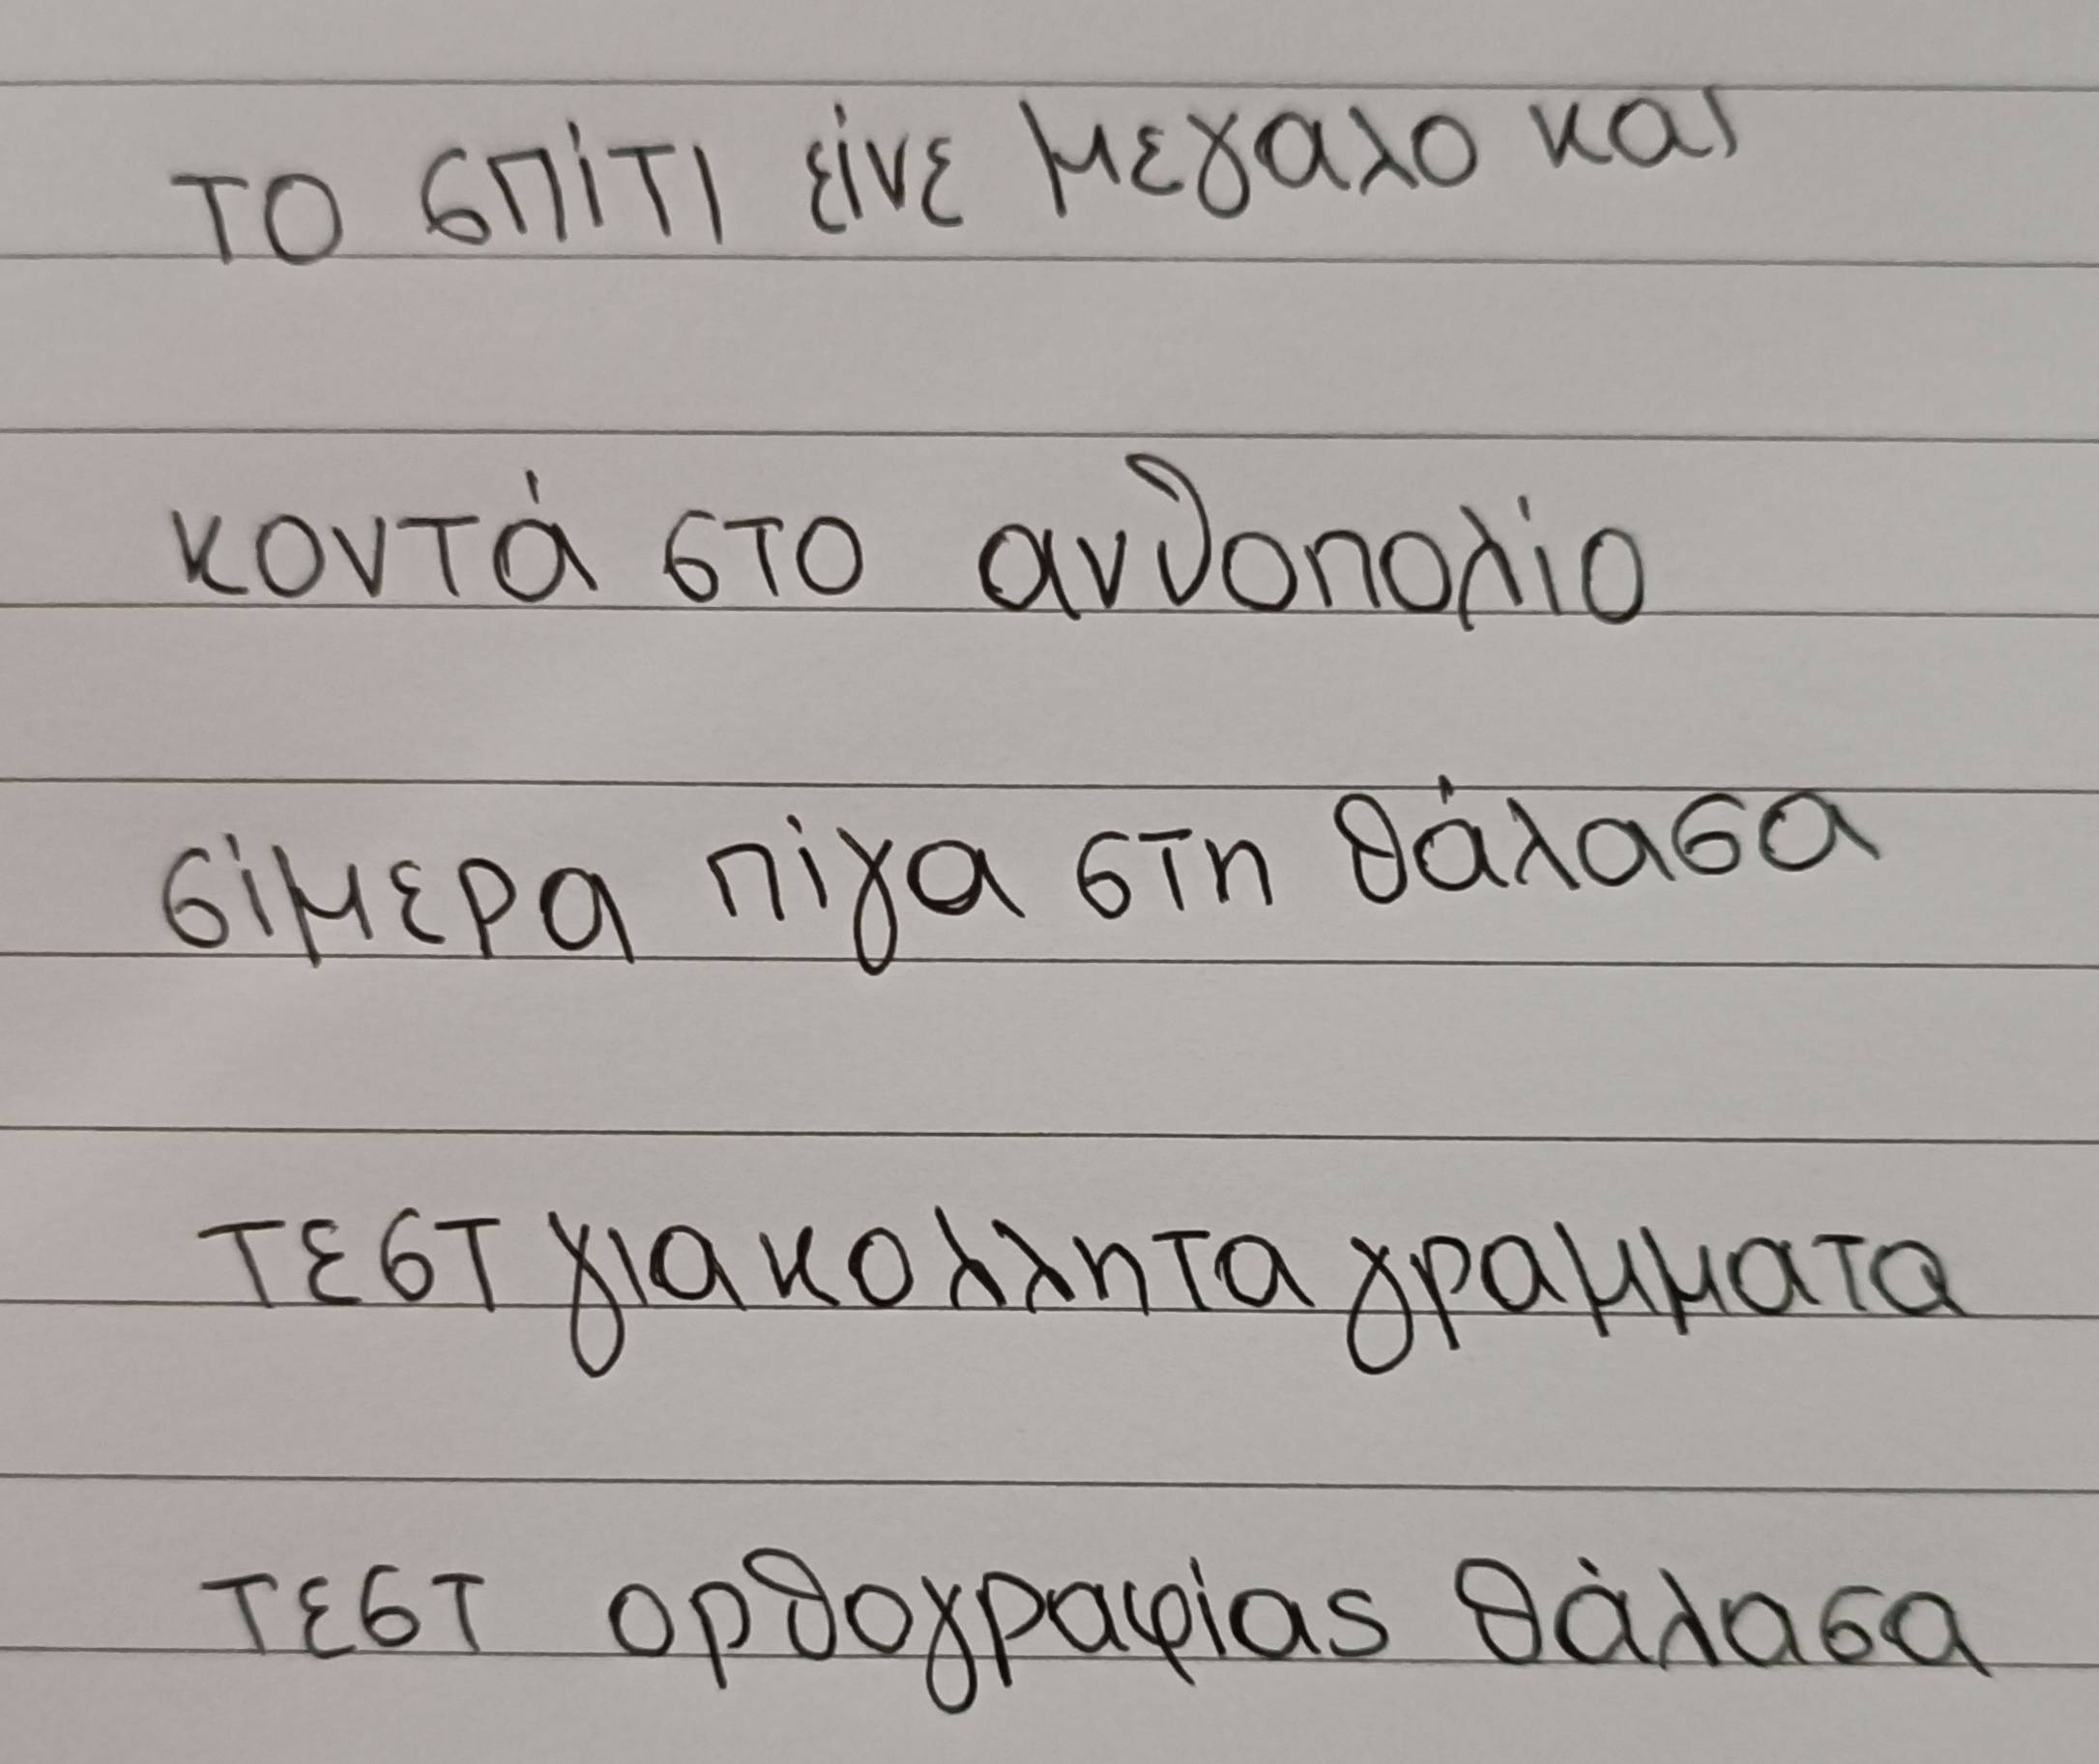 το σπίτι είνε μεγαλο και
κοντά στο ανθοπολίο
σίμερα πίγα στη θάλασα
τεστ για κολλητα γραμματα
τεστ ορθογραφίας θάλασα